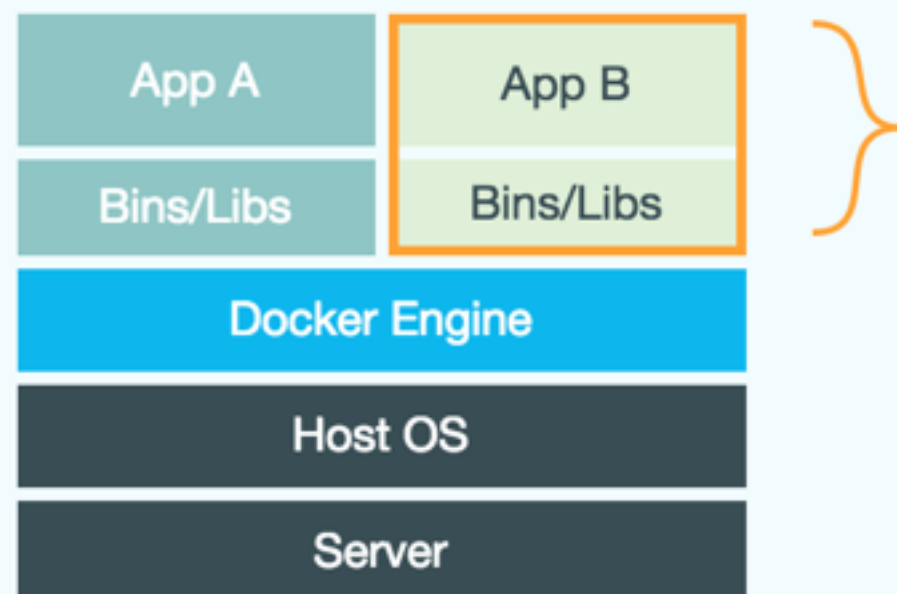 App A
App B
Bins/Libs
Bins/Libs
Docker Engine
Host OS
Server